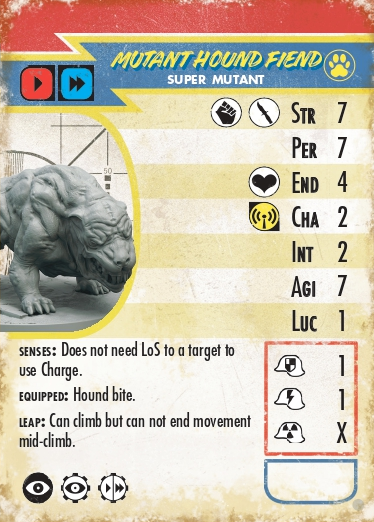 MUTANT HOUND FIEND
SUPER MUTANT
STR 7
PER 7
50
END 4
CHA 2
INT 2
AGI 7
LUC 1
SENSES: Does not need LoS to a target to
use Charge.
EQUIPPED: Hound bite.
LEAP: Can climb but can not end movement
mid-climb.
1
1
X